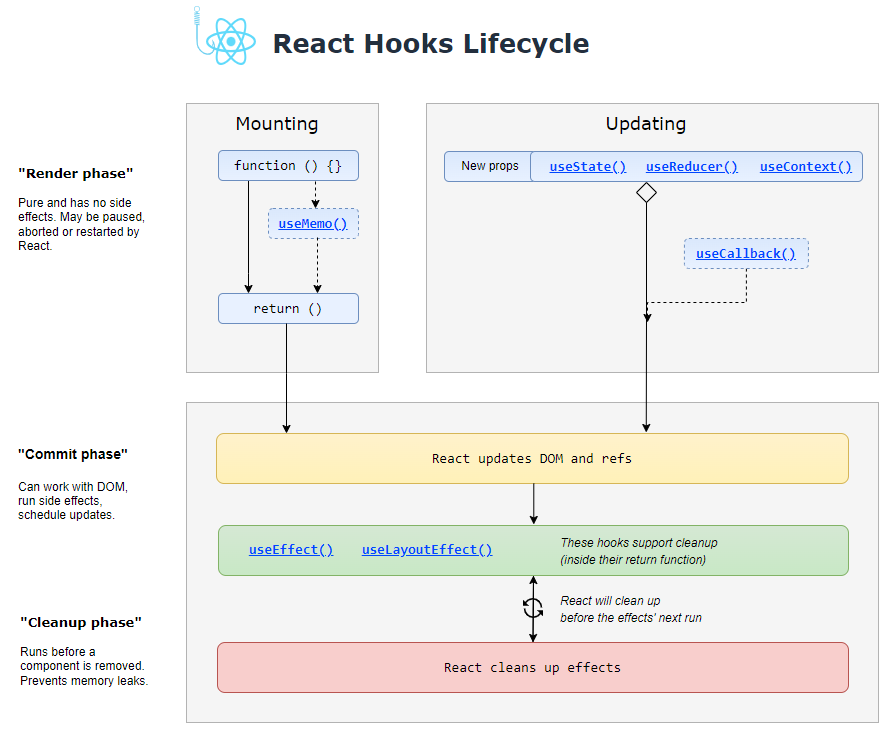 React Hooks Lifecycle
Mounting
Updating
"Render phase"
Pure and has no side
effects. May be paused,
aborted or restarted by
React.
function () {}
useMemo()
return ()
New props
useState() useReducer() useContext()
useCallback()
"Commit phase"
Can work with DOM,
run side effects,
schedule updates.
React updates DOM and refs
useEffect() useLayoutEffect()
These hooks support cleanup
(inside their return function)
React will clean up
before the effects' next run
"Cleanup phase"
Runs before a
component is removed.
Prevents memory leaks.
React cleans up effects